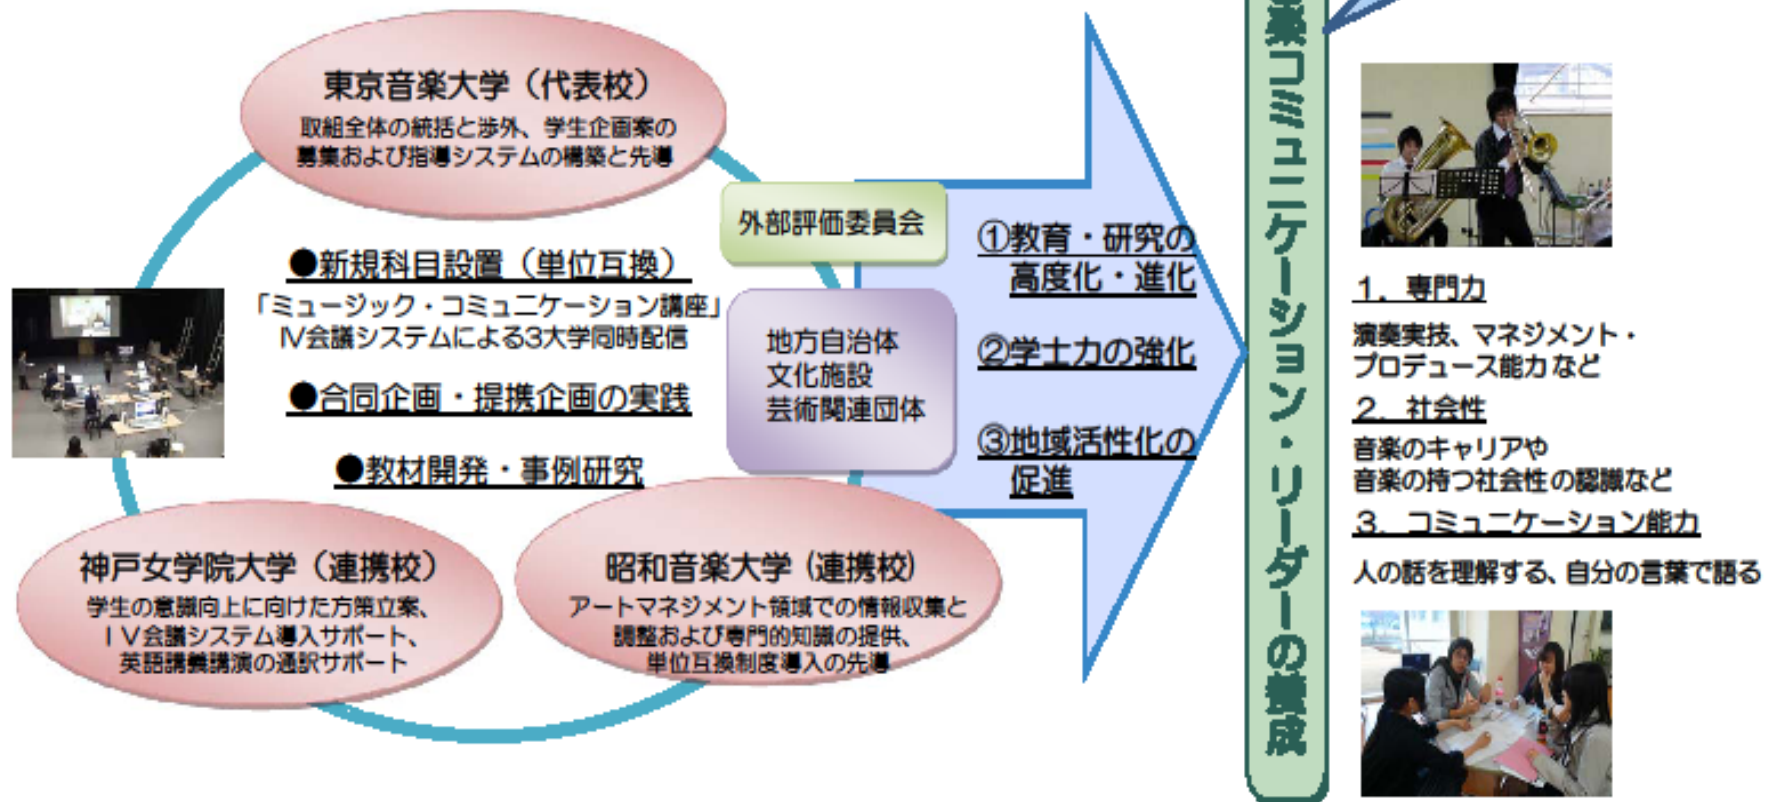 東京音楽大学（代表校）
取組全体の統括と渉外、学生企画案の
募集および指導システムの構築と先導
外部評価委員会
●新規科目設置（単位互換）
「ミュージック・コミュニケーション講座」
IV会議システムによる3大学同時配信
●合同企画・提携企画の実践
●教材開発・事例研究
地方自治体
文化施設
芸術関連団体
神戸女学院大学（連携校）
学生の意識向上に向けた方策立案、
ＩＶ会議システム導入サポート、
英語講義講演の通訳サポート
昭和音楽大学（連携校）
アートマネジメント領域での情報収集と
調整および専門的知識の提供、
単位互換制度導入の先導
①教育・研究の
高度化・進化
②学士力の強化
③地域活性化の
促進
楽コミュニケーション・リーダーの養成
１．専門力
演奏実技、マネジメント・
プロデュース能力など
２．社会性
音楽のキャリアや
音楽の持つ社会性の認識など
３．コミュニケーション能力
人の話を理解する、自分の言葉で語る